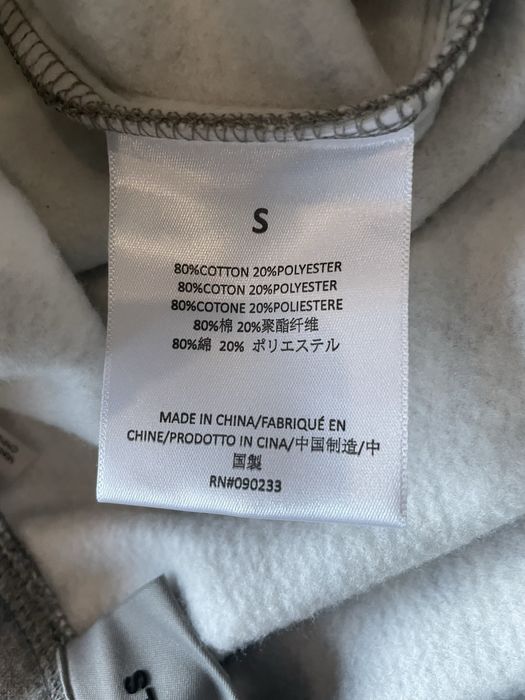 S
80%COTTON 20%POLYESTER
80%COTON 20%POLYESTER
80%COTONE 20%POLIESTERE
80%棉 20%聚酯纤维
80%綿 20% ポリエステル
MADE IN CHINA/FABRIQUÉ EN
CHINE/PRODOTTO IN CINA/中国制造/中
国製
RN#090233
S-